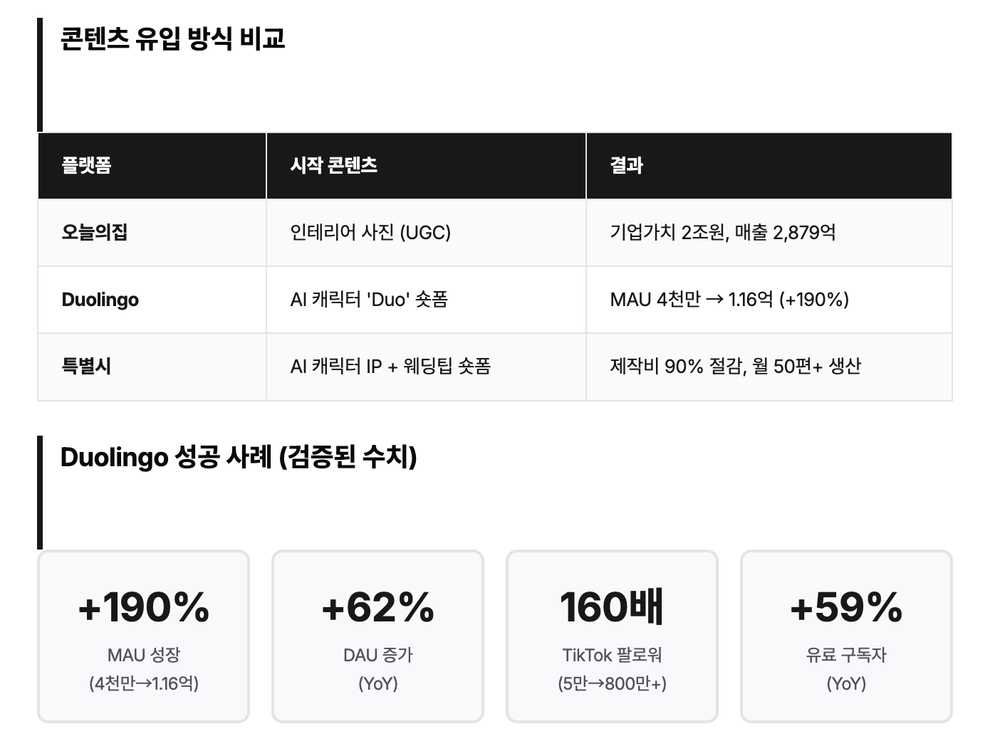 콘텐츠 유입 방식 비교
플랫폼 시작 콘텐츠 결과
오늘의집 인테리어 사진 (UGC) 기업가치 2조원, 매출 2,879억
Duolingo AI 캐릭터 'Duo' 숏폼 MAU 4천만 → 1.16억 (+190%)
특별시 AI 캐릭터 IP + 웨딩팁 숏폼 제작비 90% 절감, 월 50편+ 생산
Duolingo 성공 사례 (검증된 수치)
+190% +62% 160배 +59%
MAU 성장 DAU 증가 TikTok 팔로워 유료 구독자
(4천만→1.16억) (YoY) (5만→800만+) (YoY)